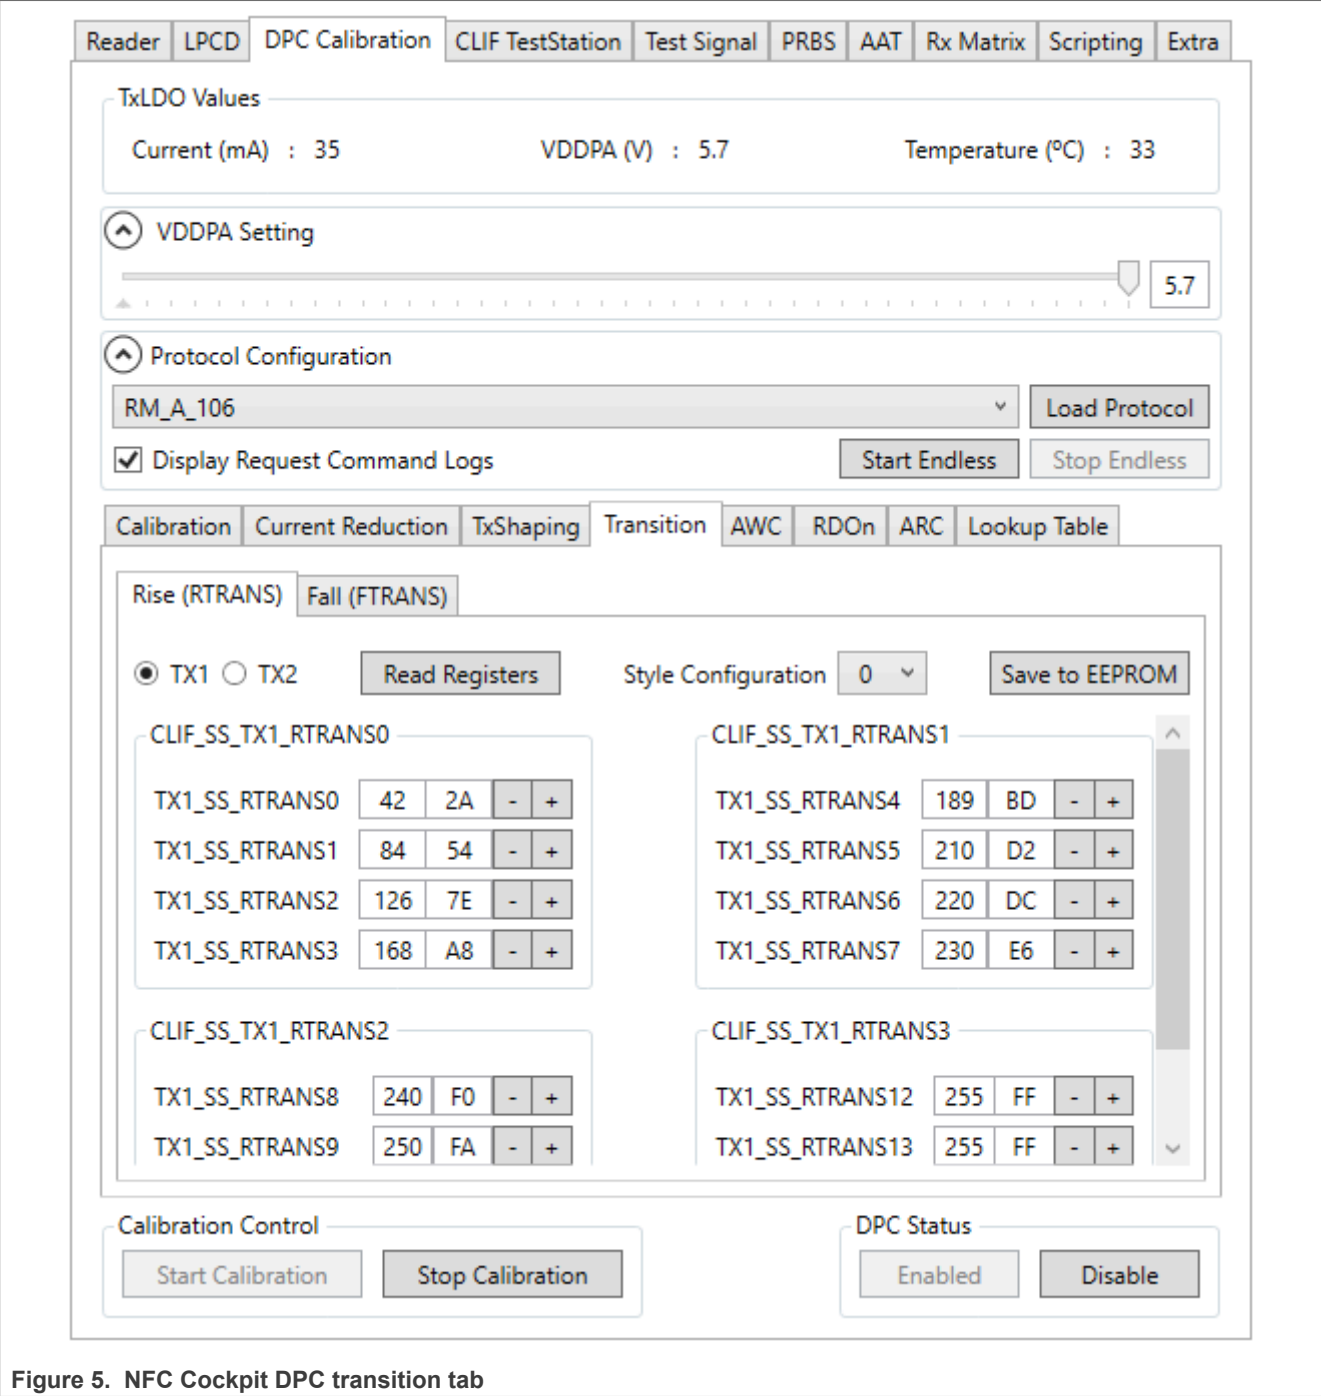 Reader LPCD DPC Calibration CLIF TestStation Test Signal PRBS AAT Rx Matrix Scripting Extra
TxLDO Values
Current (mA) : 35 VDDPA (V) : 5.7 Temperature (ºC) : 33
VDDPA Setting
5.7
Protocol Configuration
RM_A_106 Load Protocol
Display Request Command Logs Start Endless Stop Endless
Calibration Current Reduction TxShaping Transition AWC RDOn ARC Lookup Table
Rise (RTRANS) Fall (FTRANS)
TX1 TX2 Read Registers Style Configuration 0 Save to EEPROM
CLIF_SS_TX1_RTRANS0 CLIF_SS_TX1_RTRANS1
TX1_SS_RTRANS0 42 2A - + TX1_SS_RTRANS4 189 BD - +
TX1_SS_RTRANS1 84 54 - + TX1_SS_RTRANS5 210 D2 - +
TX1_SS_RTRANS2 126 7E - + TX1_SS_RTRANS6 220 DC - +
TX1_SS_RTRANS3 168 A8 - + TX1_SS_RTRANS7 230 E6 - +
CLIF_SS_TX1_RTRANS2 CLIF_SS_TX1_RTRANS3
TX1_SS_RTRANS8 240 F0 - + TX1_SS_RTRANS12 255 FF - +
TX1_SS_RTRANS9 250 FA - + TX1_SS_RTRANS13 255 FF - +
Calibration Control DPC Status
Start Calibration Stop Calibration Enabled Disable
Figure 5. NFC Cockpit DPC transition tab